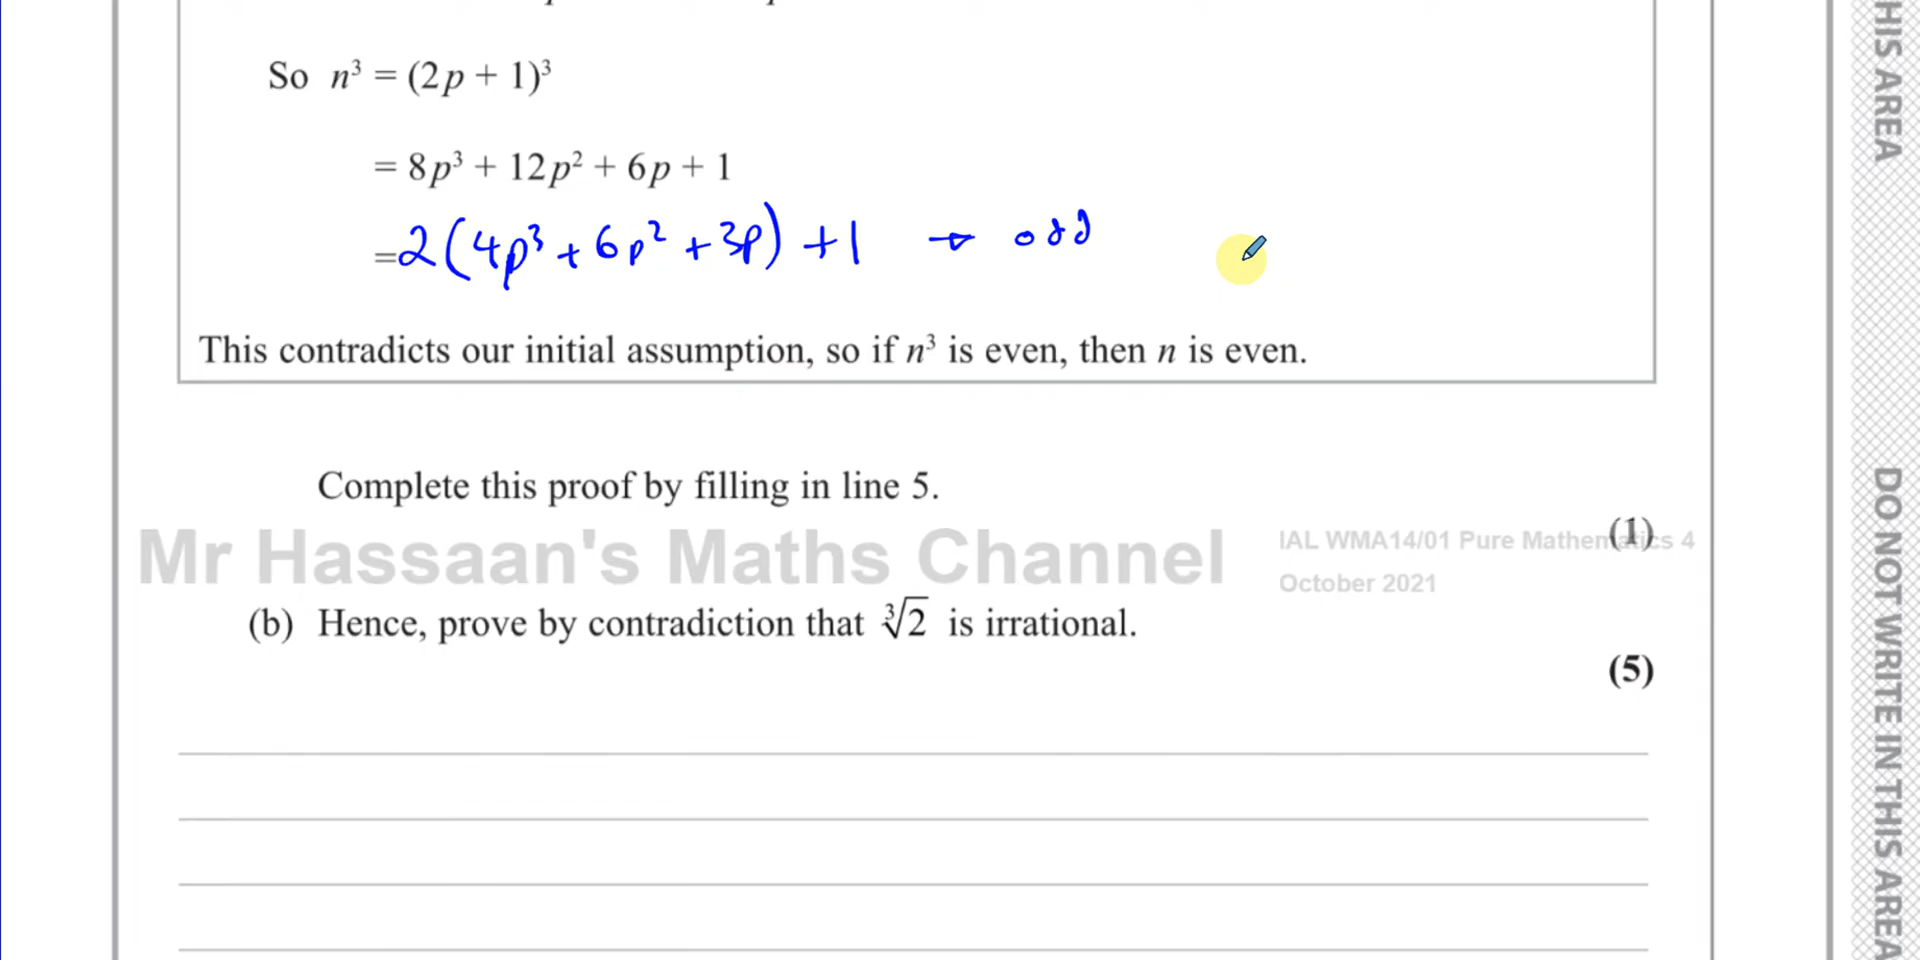 So n³ = (2p + 1)³
= 8p³ + 12p² + 6p + 1
= 2(4p³ + 6p² + 3p) + 1 → odd
This contradicts our initial assumption, so if n³ is even, then n is even.
Complete this proof by filling in line 5.
(1)
Mr Hassaan's Maths Channel
IAL WMA14/01 Pure Mathematics 4
October 2021
(b) Hence, prove by contradiction that ∛2 is irrational.
(5)
HIS AREA
DO NOT WRITE IN THIS AREA